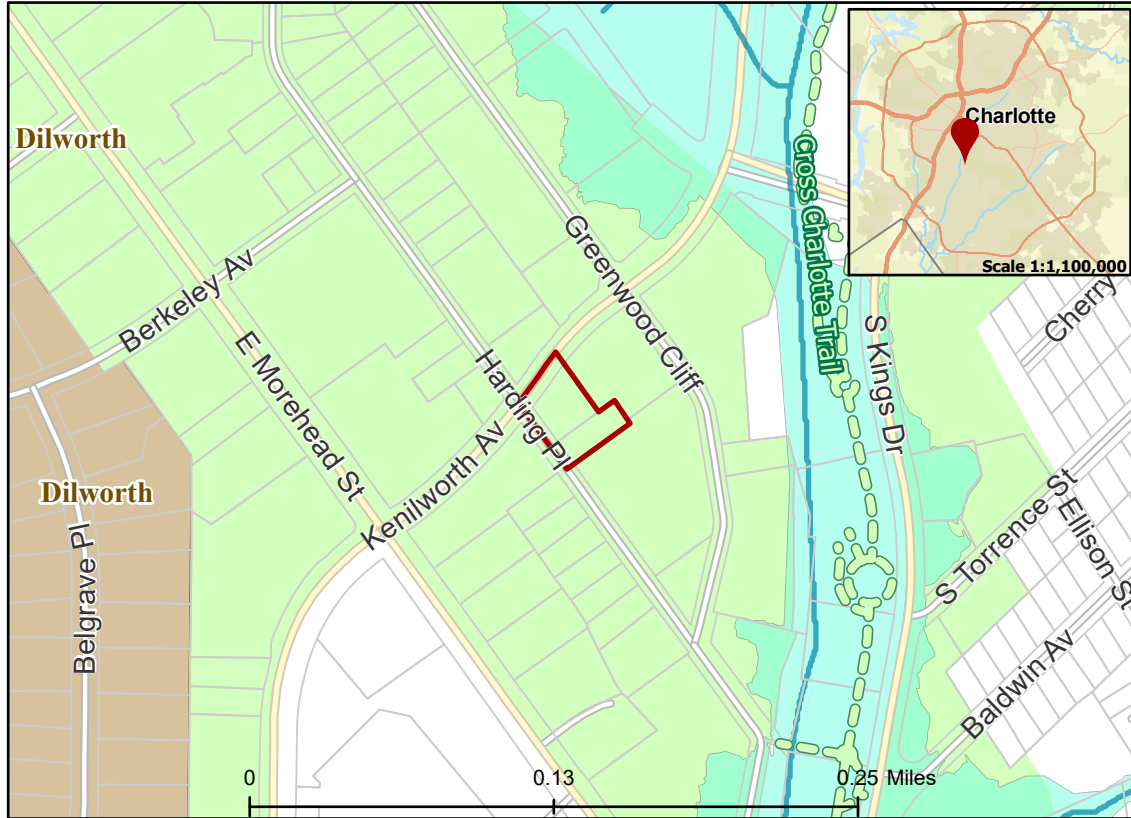 Dilworth
Charlotte
Scale 1:1,100,000
Cross Charlotte Trail
Greenwood Cliff
Berkeley Av
E Morehead St
Harding Pl
Kenilworth Av
S Kings Dr
Cherry
Dilworth
Belgrave Pl
S Torrence St
Ellison St
Baldwin Av
0 0.13 0.25 Miles